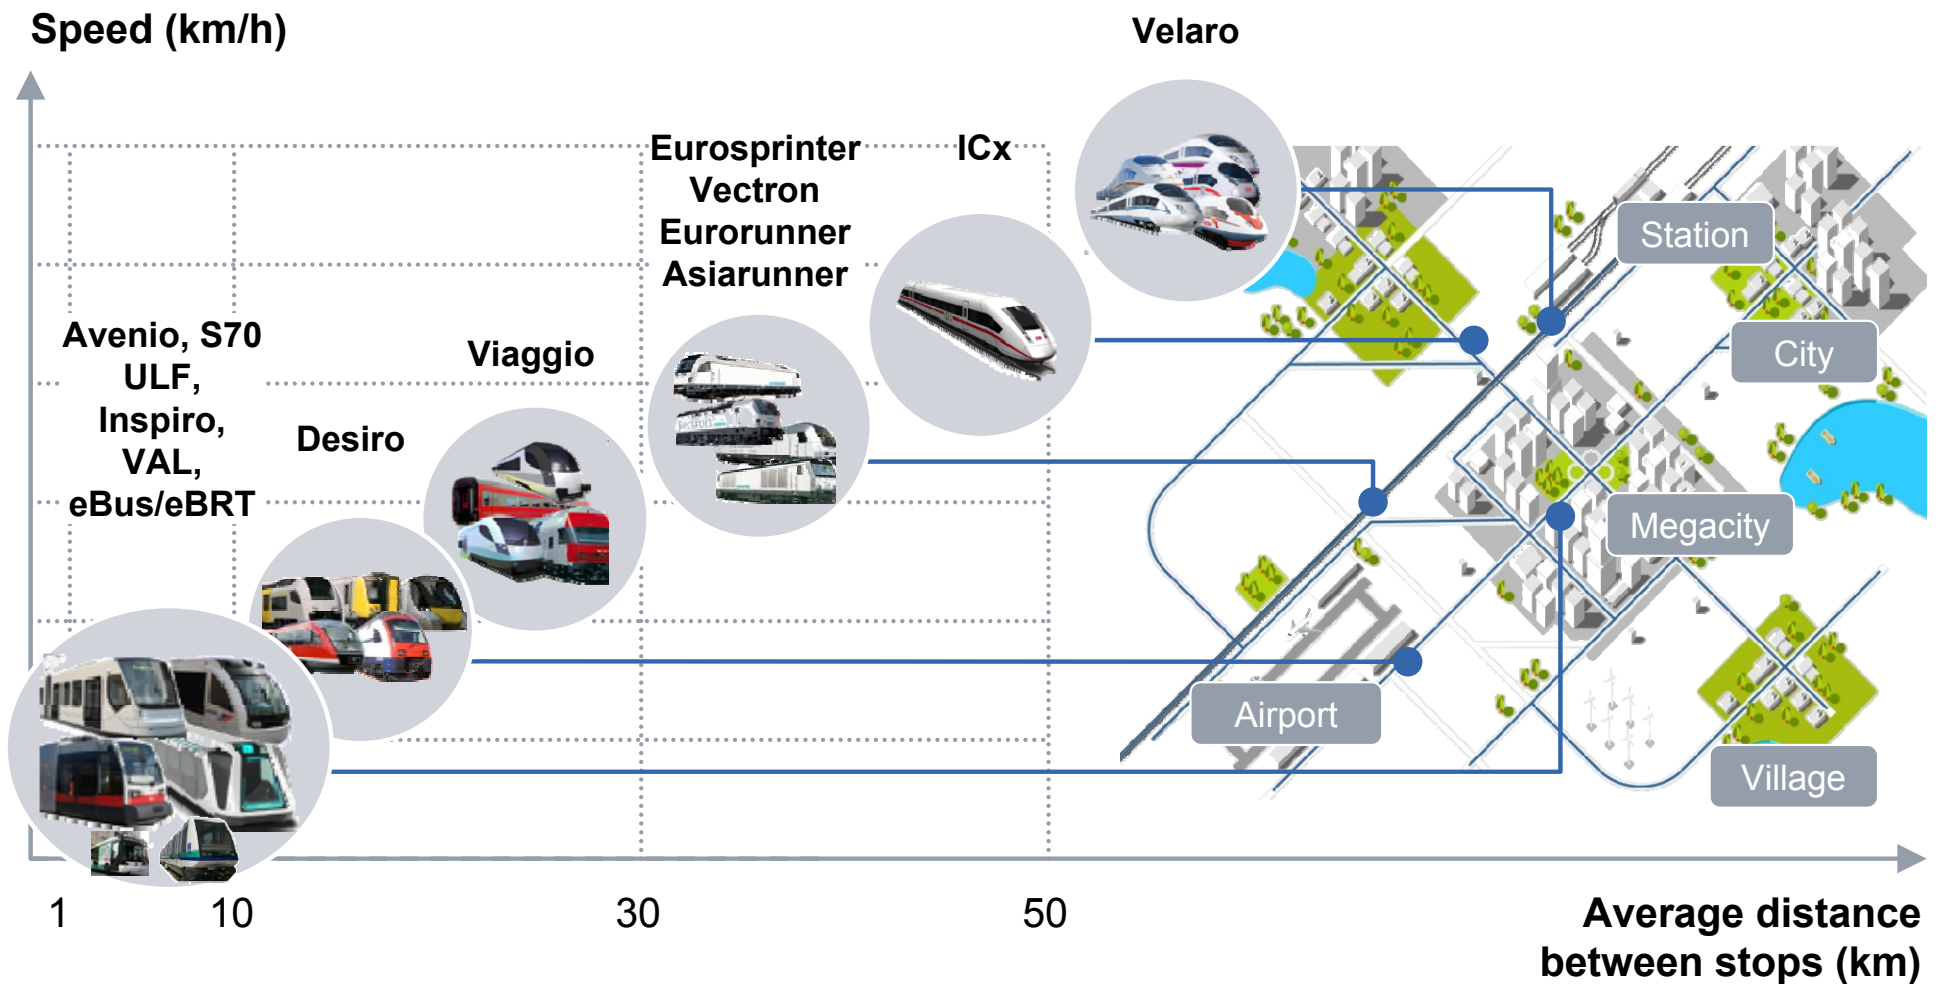 Speed (km/h)
Velaro
Eurosprinter
Vectron
Eurorunner
Asiarunner
ICx
Avenio, S70
ULF,
Inspiro,
VAL,
eBus/eBRT
Desiro
Viaggio
Vectron
Station
City
Megacity
Airport
Village
1
10
30
50
Average distance
between stops (km)